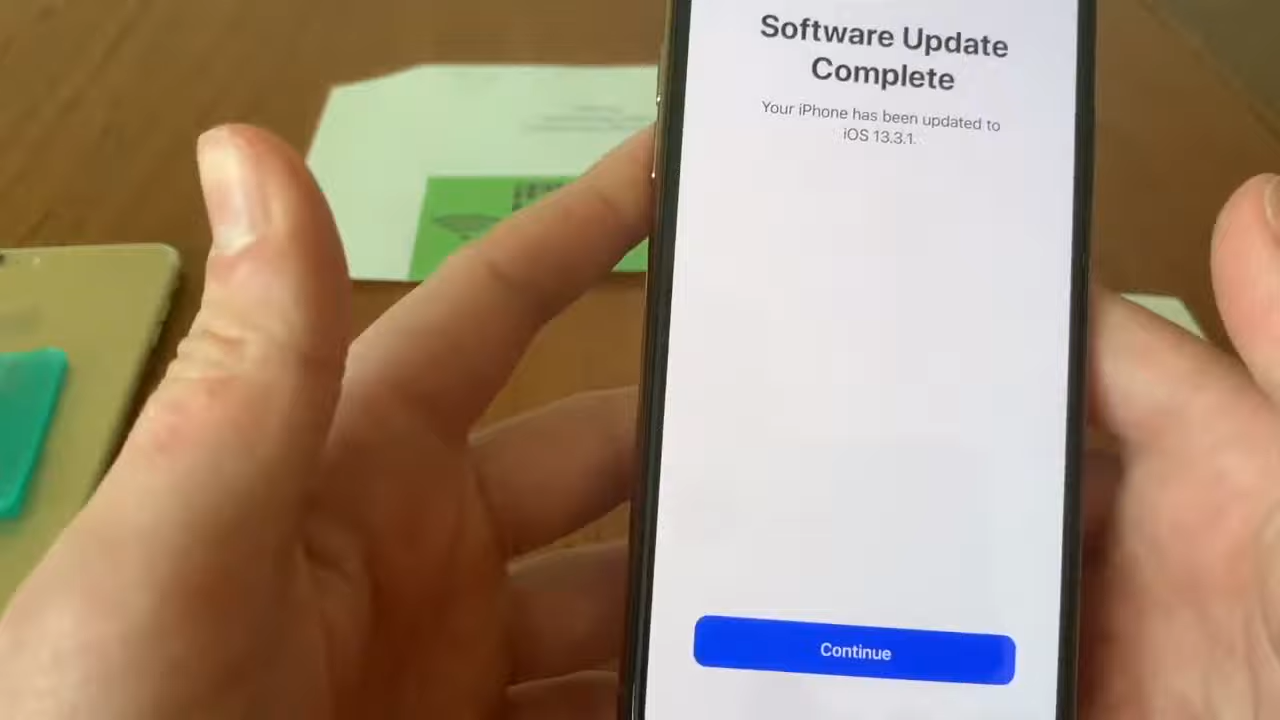 Software Update
Complete
Your iPhone has been updated to
iOS 13.3.1.
Continue